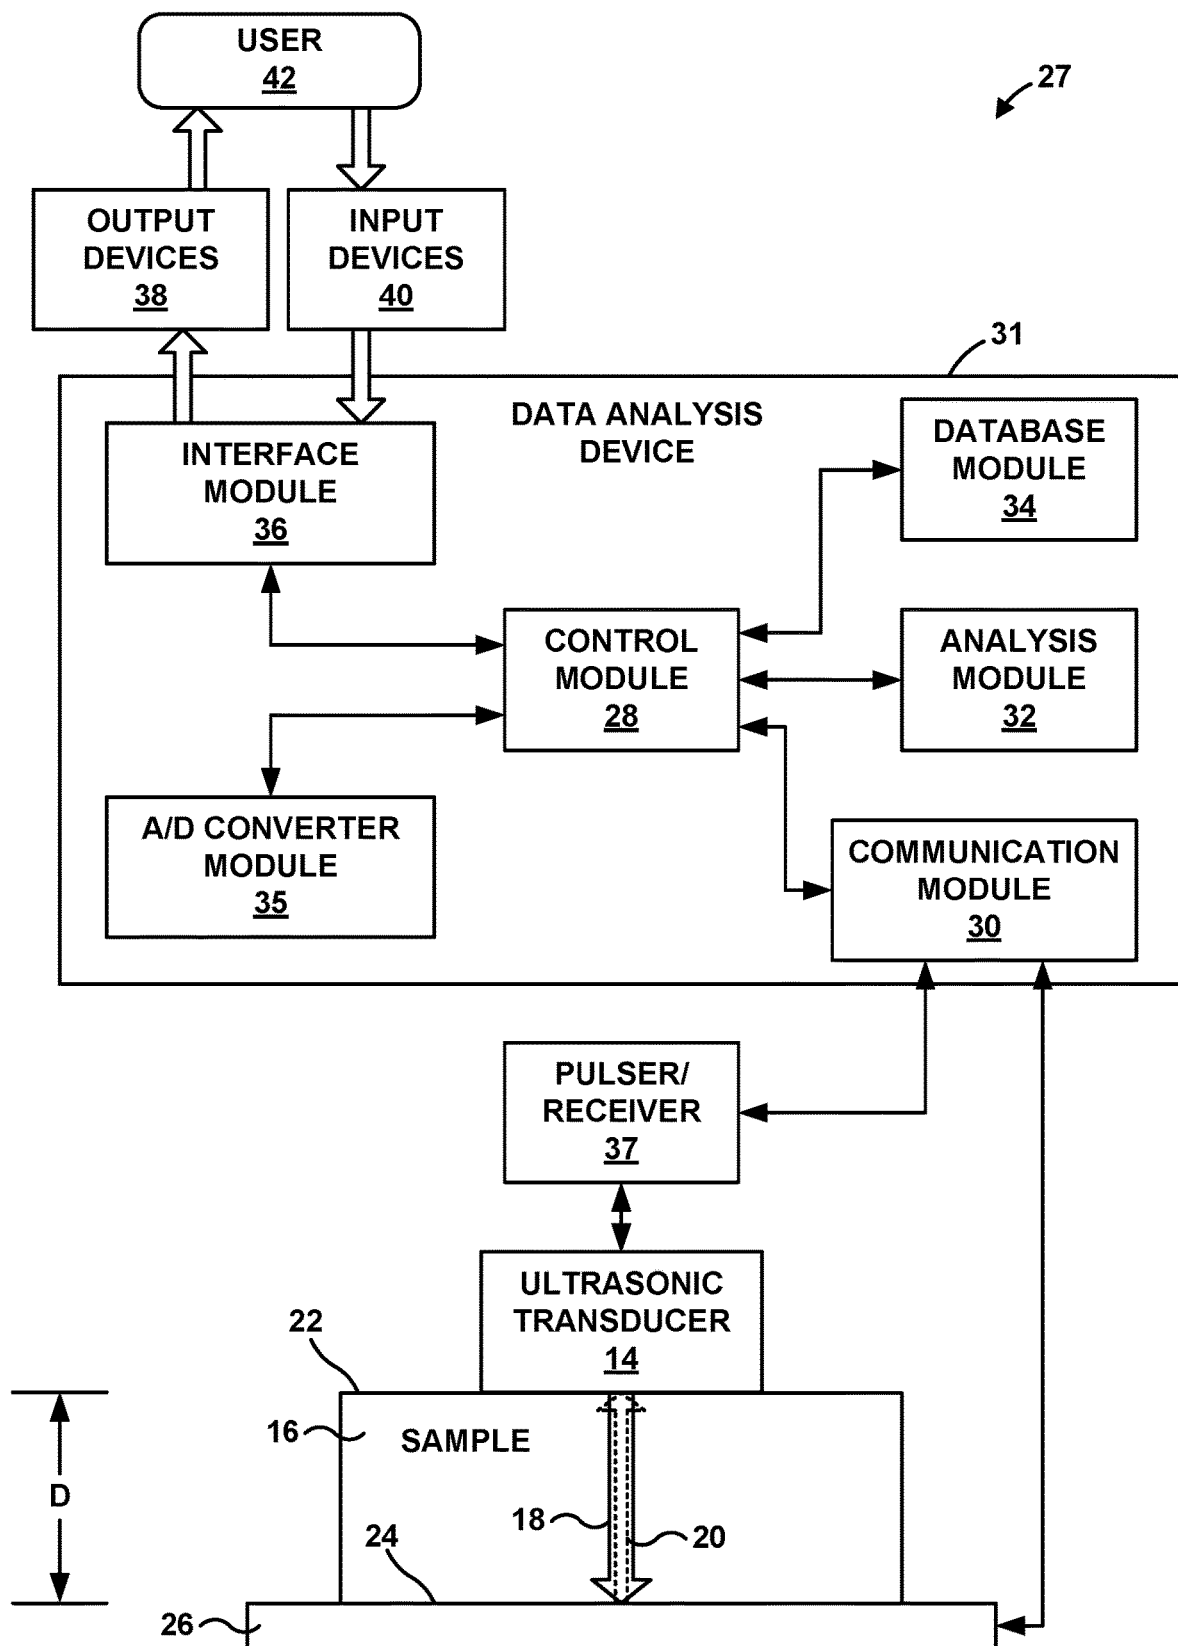 USER
42
27
OUTPUT
DEVICES
38
INPUT
DEVICES
40
31
DATA ANALYSIS
DEVICE
INTERFACE
MODULE
36
DATABASE
MODULE
34
CONTROL
MODULE
28
ANALYSIS
MODULE
32
A/D CONVERTER
MODULE
35
COMMUNICATION
MODULE
30
PULSER/
RECEIVER
37
ULTRASONIC
TRANSDUCER
14
22
16
SAMPLE
D
18
20
24
26